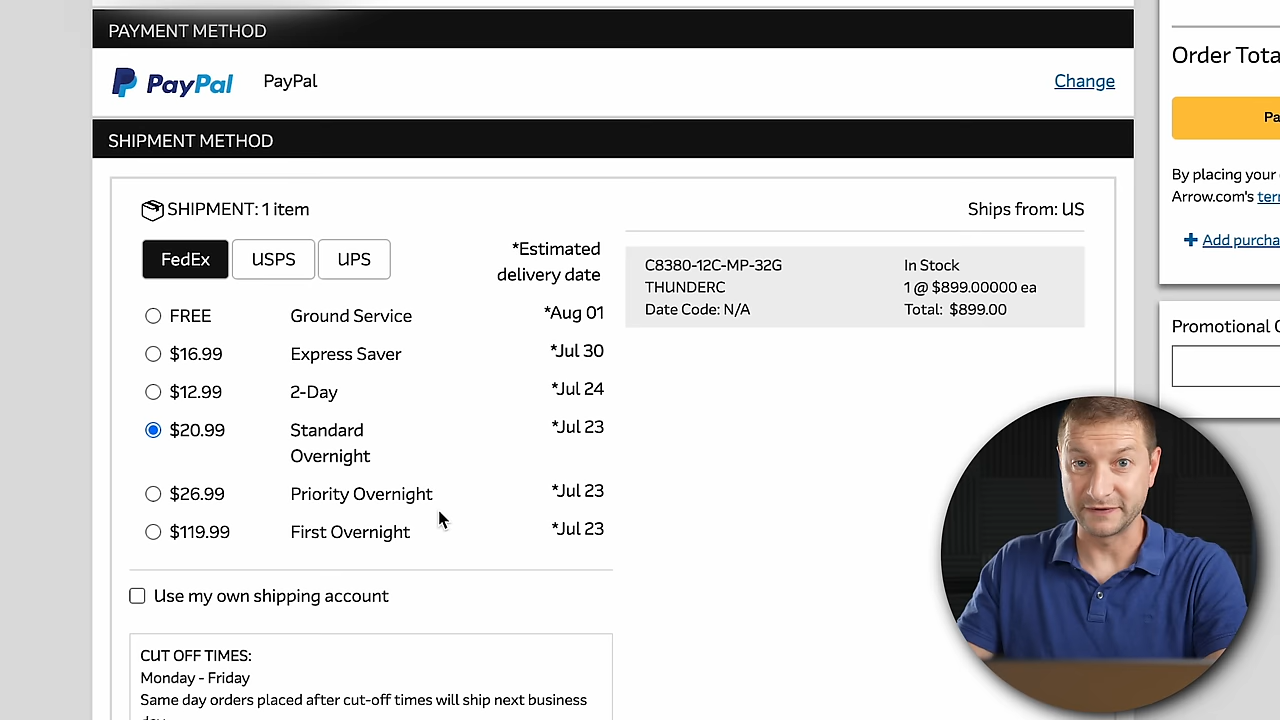 PAYMENT METHOD
PayPal PayPal Change
SHIPMENT METHOD
SHIPMENT: 1 item
Ships from: US
FedEx USPS UPS
*Estimated
delivery date
FREE Ground Service *Aug 01
$16.99 Express Saver *Jul 30
$12.99 2-Day *Jul 24
$20.99 Standard *Jul 23
Overnight
$26.99 Priority Overnight *Jul 23
$119.99 First Overnight *Jul 23
Use my own shipping account
CUT OFF TIMES:
Monday - Friday
Same day orders placed after cut-off times will ship next business
C8380-12C-MP-32G In Stock
THUNDERC 1 @ $899.00000 ea
Date Code: N/A Total: $899.00
Order Tota
Pa
By placing your
Arrow.com's ter
+ Add purcha
Promotional